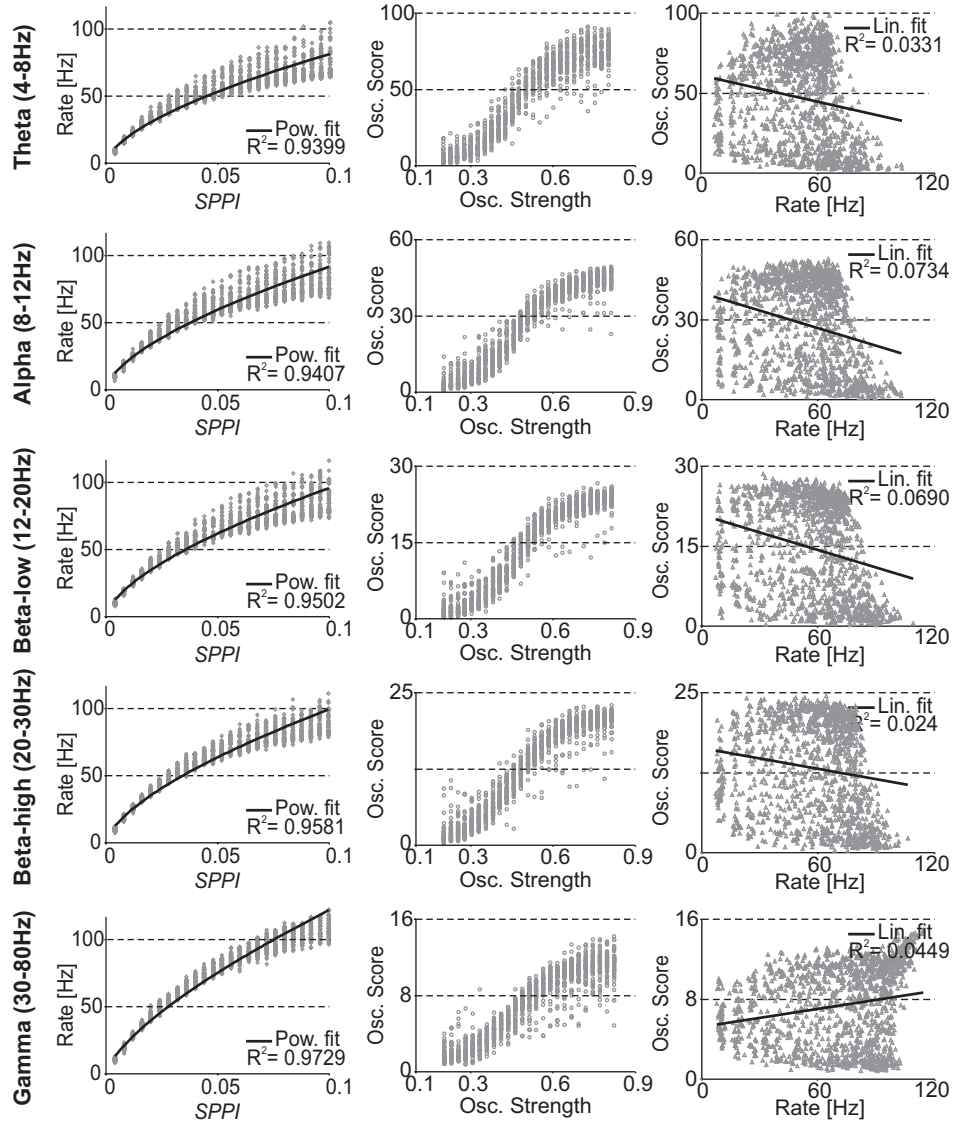 Theta (4-8Hz)
Rate [Hz]
100
50
0
0
0.05
0.1
SPPI
Pow. fit
R²= 0.9399
Osc. Score
100
50
0
0.1
0.3
0.6
0.9
Osc. Strength
Osc. Score
100
50
0
0
60
120
Rate [Hz]
Lin. fit
R²= 0.0331
Alpha (8-12Hz)
Rate [Hz]
100
50
0
0
0.05
0.1
SPPI
Pow. fit
R²= 0.9407
Osc. Score
60
30
0
0.1
0.3
0.6
0.9
Osc. Strength
Osc. Score
60
30
0
0
60
120
Rate [Hz]
Lin. fit
R²= 0.0734
Beta-low (12-20Hz)
Rate [Hz]
100
50
0
0
0.05
0.1
SPPI
Pow. fit
R²= 0.9502
Osc. Score
30
15
0
0.1
0.3
0.6
0.9
Osc. Strength
Osc. Score
30
15
0
0
60
120
Rate [Hz]
Lin. fit
R²= 0.0690
Beta-high (20-30Hz)
Rate [Hz]
100
50
0
0
0.05
0.1
SPPI
Pow. fit
R²= 0.9581
Osc. Score
25
0
0.1
0.3
0.6
0.9
Osc. Strength
Osc. Score
25
0
0
60
120
Rate [Hz]
Lin. fit
R²= 0.024
Gamma (30-80Hz)
Rate [Hz]
100
50
0
0
0.05
0.1
SPPI
Pow. fit
R²= 0.9729
Osc. Score
16
8
0
0.1
0.3
0.6
0.9
Osc. Strength
Osc. Score
16
8
0
0
60
120
Rate [Hz]
Lin. fit
R²= 0.0449